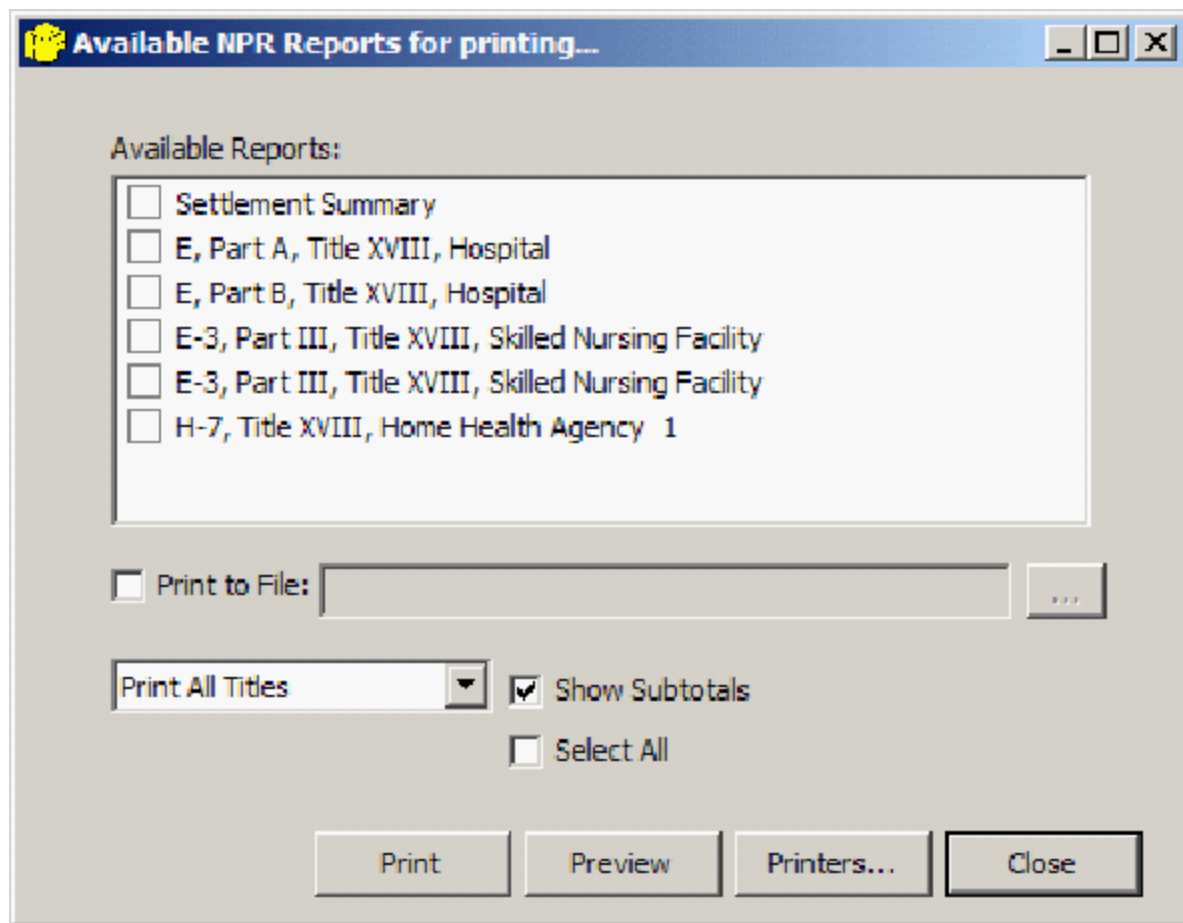 Available NPR Reports for printing....
Available Reports:
Settlement Summary
E, Part A, Title XVIII, Hospital
E, Part B, Title XVIII, Hospital
E-3, Part III, Title XVIII, Skilled Nursing Facility
E-3, Part III, Title XVIII, Skilled Nursing Facility
H-7, Title XVIII, Home Health Agency 1
Print to File: ...
Print All Titles Show Subtotals
Select All
Print Preview Printers... Close